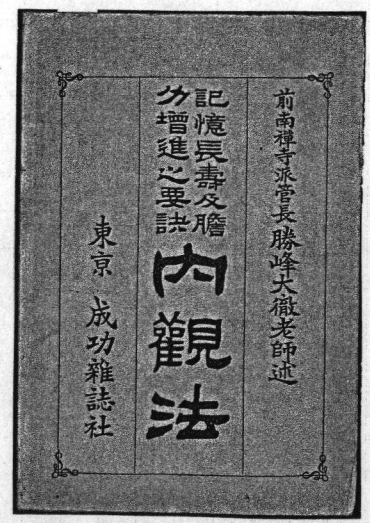 前南禪寺派管長勝峰大徹老師述
記憶長壽及膽
力增進之要訣
內觀法
東京 成功雜誌社